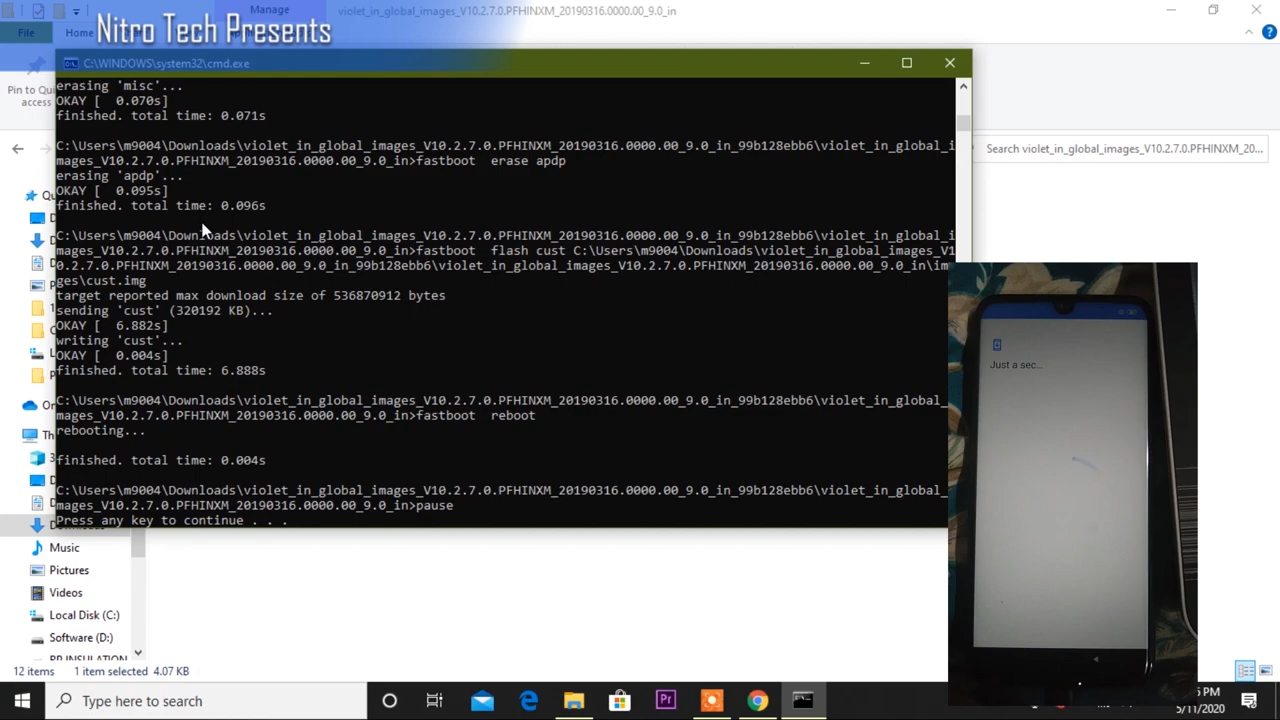 Manage
violet_in_global_images_V10.2.7.0.PFHINXM_20190316.0000.00_9.0_in
Nitro Tech Presents
File
Home
C:\WINDOWS\system32\cmd.exe
Pin to Qu
access
erasing 'misc'...
OKAY [  0.070s]
finished. total time: 0.071s
C:\Users\m9004\Downloads\violet_in_global_images_V10.2.7.0.PFHINXM_20190316.0000.00_9.0_in_99b128ebb6\violet_in_global_i
mages_V10.2.7.0.PFHINXM_20190316.0000.00_9.0_in>fastboot  erase apdp
Search violet_in_global_images_V10.2.7.0.PFHINXM_20...
erasing 'apdp'...
OKAY [  0.095s]
finished. total time: 0.096s
C:\Users\m9004\Downloads\violet_in_global_images_V10.2.7.0.PFHINXM_20190316.0000.00_9.0_in_99b128ebb6\violet_in_global_i
mages_V10.2.7.0.PFHINXM_20190316.0000.00_9.0_in>fastboot  flash cust C:\Users\m9004\Downloads\violet_in_global_images_V1
0.2.7.0.PFHINXM_20190316.0000.00_9.0_in_99b128ebb6\violet_in_global_images_V10.2.7.0.PFHINXM_20190316.0000.00_9.0_in\im
ges\cust.img
target reported max download size of 536870912 bytes
sending 'cust' (320192 KB)...
OKAY [  6.882s]
writing 'cust'...
OKAY [  0.004s]
finished. total time: 6.888s
C:\Users\m9004\Downloads\violet_in_global_images_V10.2.7.0.PFHINXM_20190316.0000.00_9.0_in_99b128ebb6\violet_in_global_
mages_V10.2.7.0.PFHINXM_20190316.0000.00_9.0_in>fastboot  reboot
rebooting...
finished. total time: 0.004s
C:\Users\m9004\Downloads\violet_in_global_images_V10.2.7.0.PFHINXM_20190316.0000.00_9.0_in_99b128ebb6\violet_in_global_
mages_V10.2.7.0.PFHINXM_20190316.0000.00_9.0_in>pause
Press any key to continue . . .
Just a sec...
Qu
On
Th
Music
Pictures
Videos
Local Disk (C:)
Software (D:)
12 items
1 item selected  4.07 KB
Type here to search
Pr
PM
5/11/2020